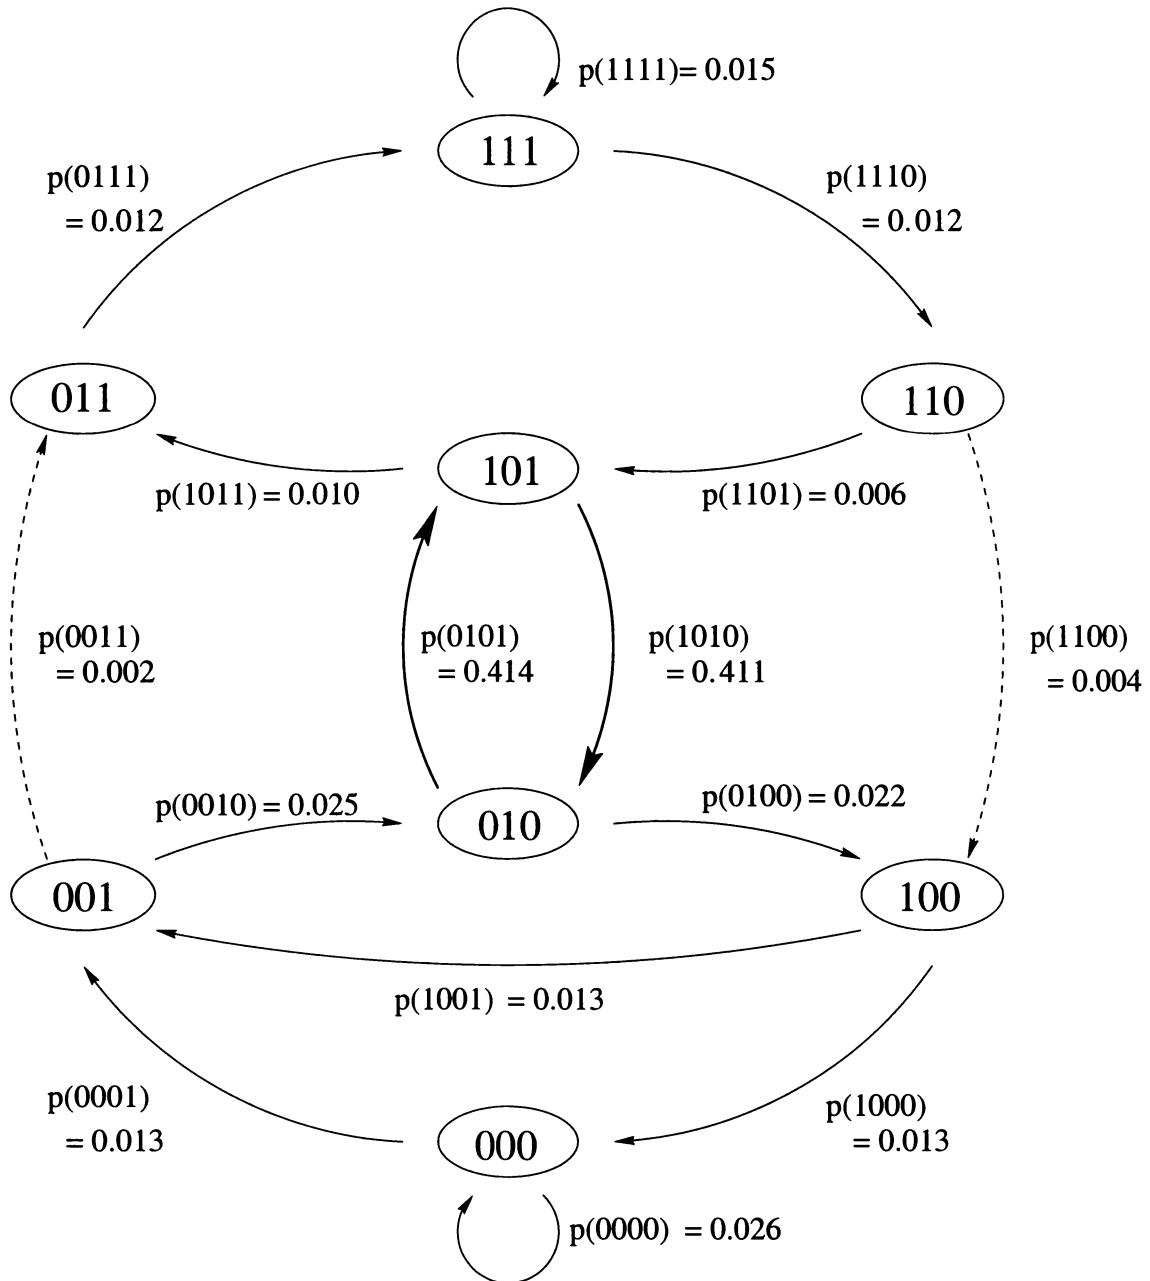 p(1111)= 0.015
111
p(0111)
= 0.012
p(1110)
= 0.012
011
110
101
p(1011) = 0.010
p(1101) = 0.006
p(0011)
= 0.002
p(0101)
= 0.414
p(1010)
= 0.411
p(1100)
= 0.004
p(0010) = 0.025
p(0100) = 0.022
010
001
100
p(1001) = 0.013
p(0001)
= 0.013
p(1000)
= 0.013
000
p(0000) = 0.026